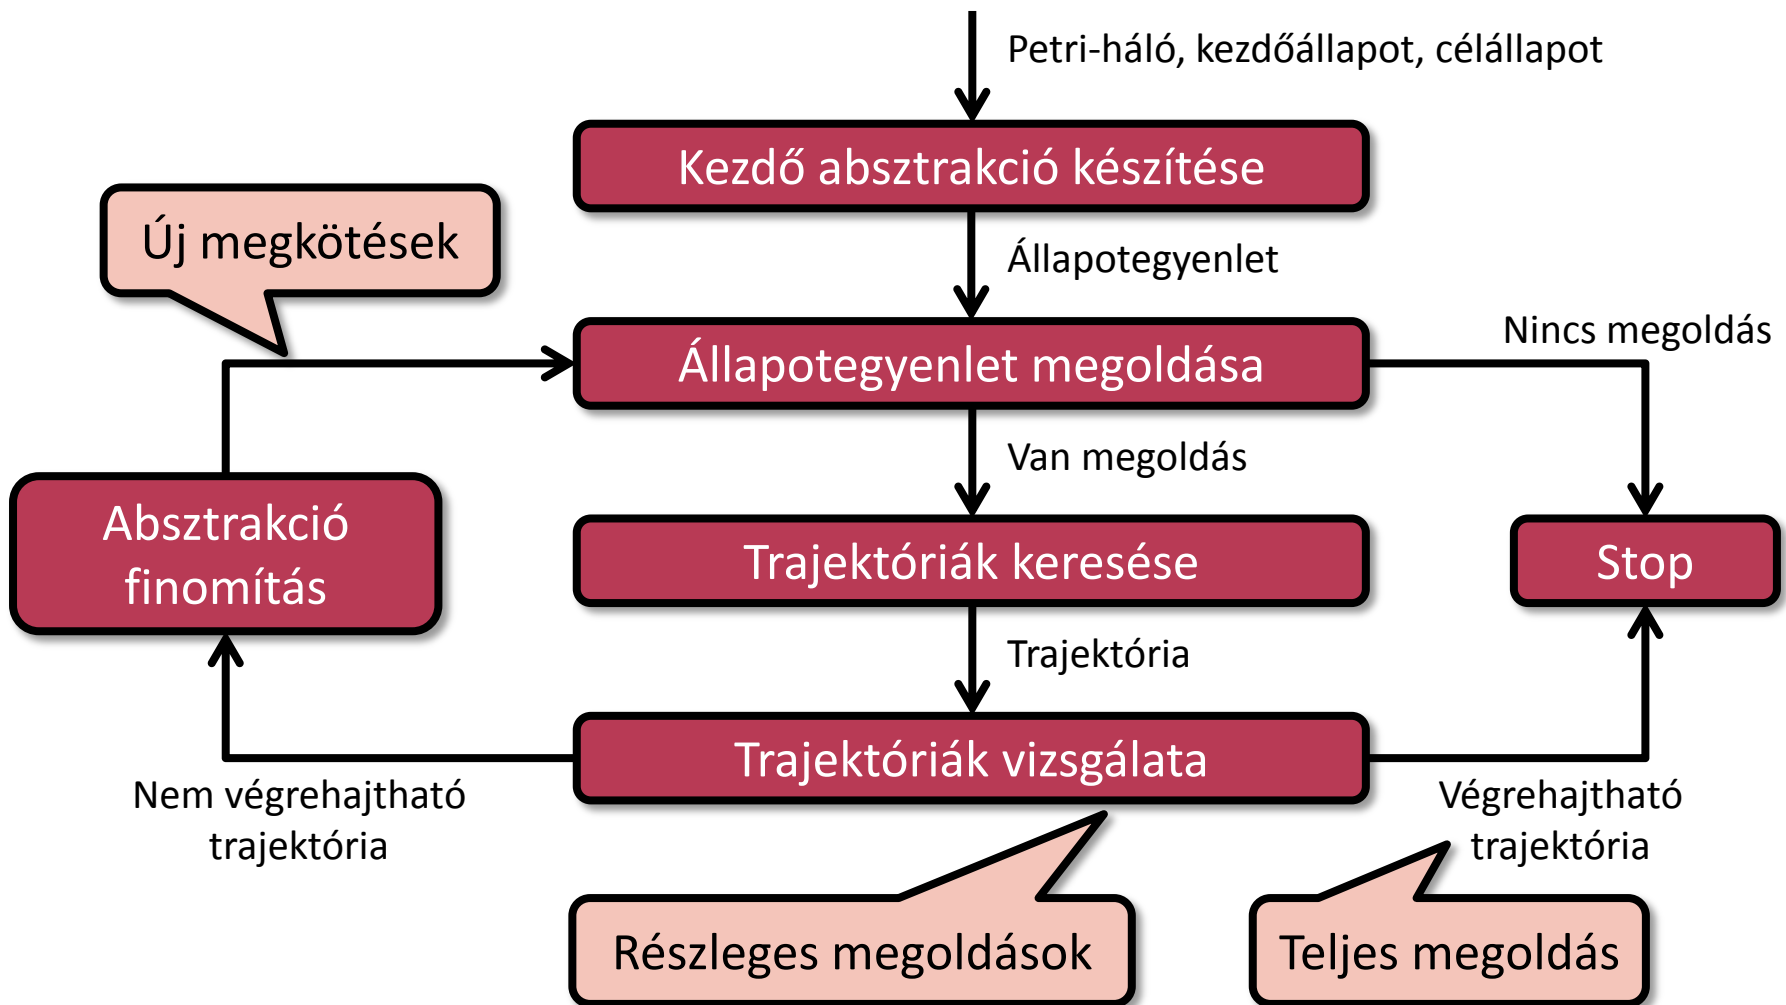 Petri-háló, kezdőállapot, célállapot
Kezdő absztrakció készítése
Új megkötések
Állapotegyenlet
Nincs megoldás
Állapotegyenlet megoldása
Van megoldás
Absztrakció
finomítás
Trajektóriák keresése
Stop
Trajektória
Trajektóriák vizsgálata
Nem végrehajtható
trajektória
Végrehajtható
trajektória
Részleges megoldások
Teljes megoldás